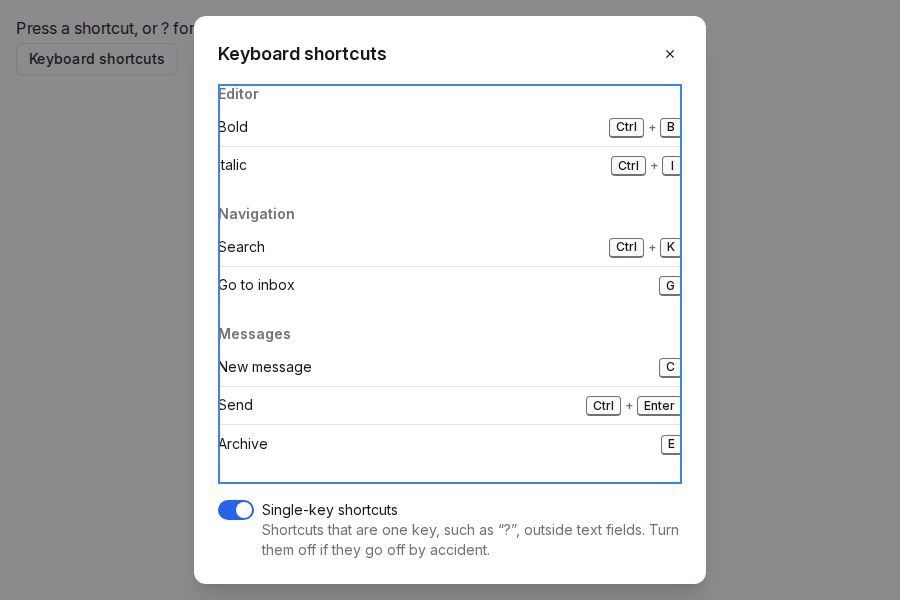 Press a shortcut, or ? for
Keyboard shortcuts
Keyboard shortcuts
Editor
Bold Ctrl + B
Italic Ctrl + I
Navigation
Search Ctrl + K
Go to inbox G
Messages
New message C
Send Ctrl + Enter
Archive E
Single-key shortcuts
Shortcuts that are one key, such as “?”, outside text fields. Turn
them off if they go off by accident.